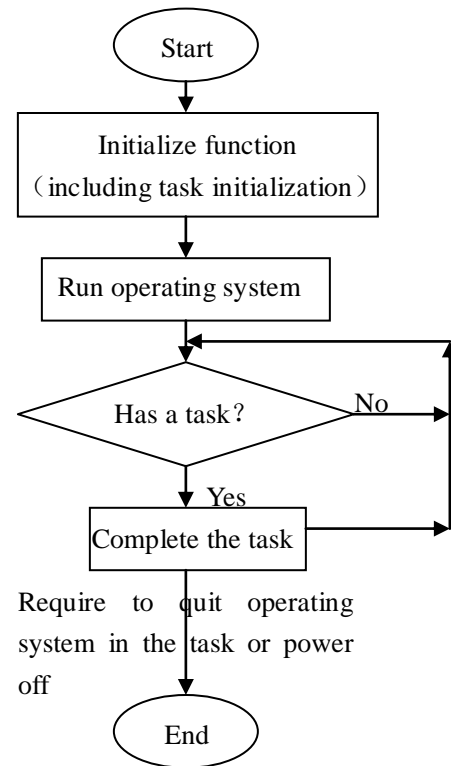 Start
Initialize function
（including task initialization）
Run operating system
Has a task？
No
Yes
Complete the task
Require to quit operating
system in the task or power
off
End